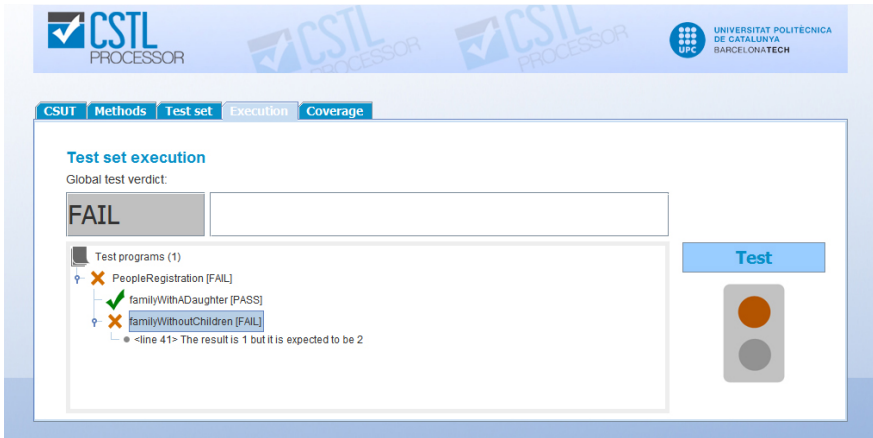 CSTL
PROCESSOR
CSTL
PROCESSOR
CSTL
PROCESSOR
UPC
UNIVERSITAT POLITÈCNICA
DE CATALUNYA
BARCELONATECH
CSUT Methods Test set Execution Coverage
Test set execution
Global test verdict:
FAIL
Test programs (1)
Test
PeopleRegistration [FAIL]
familyWithADaughter [PASS]
familyWithoutChildren [FAIL]
<line 41> The result is 1 but it is expected to be 2